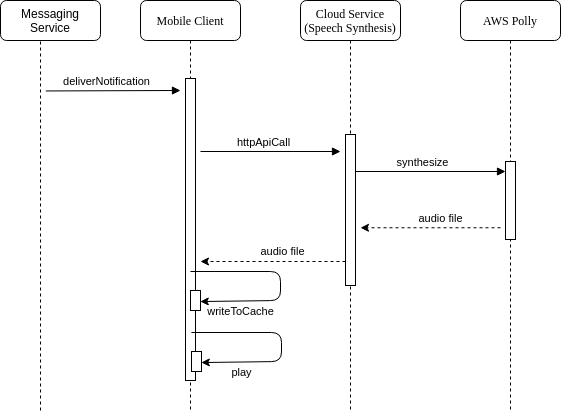 Messaging
Service
Mobile Client
Cloud Service
(Speech Synthesis)
AWS Polly
deliverNotification
httpApiCall
synthesize
audio file
audio file
writeToCache
play